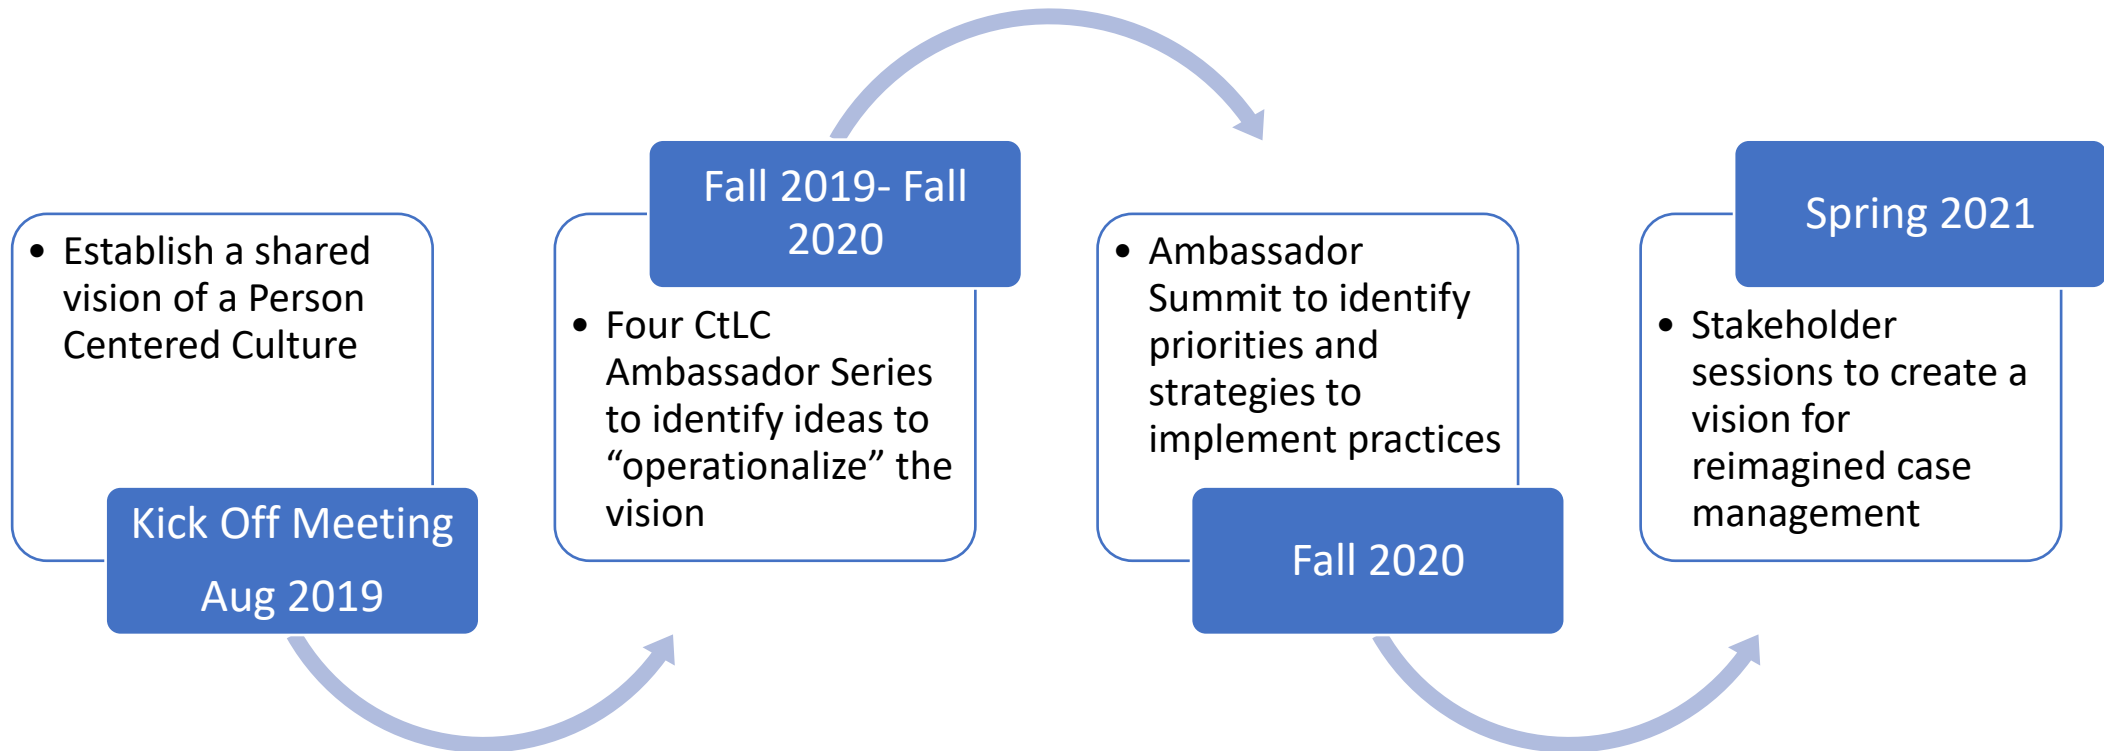 • Establish a shared
vision of a Person
Centered Culture
Kick Off Meeting
Aug 2019
Fall 2019- Fall
2020
• Four CtLC
Ambassador Series
to identify ideas to
“operationalize” the
vision
• Ambassador
Summit to identify
priorities and
strategies to
implement practices
Fall 2020
Spring 2021
• Stakeholder
sessions to create a
vision for
reimagined case
management